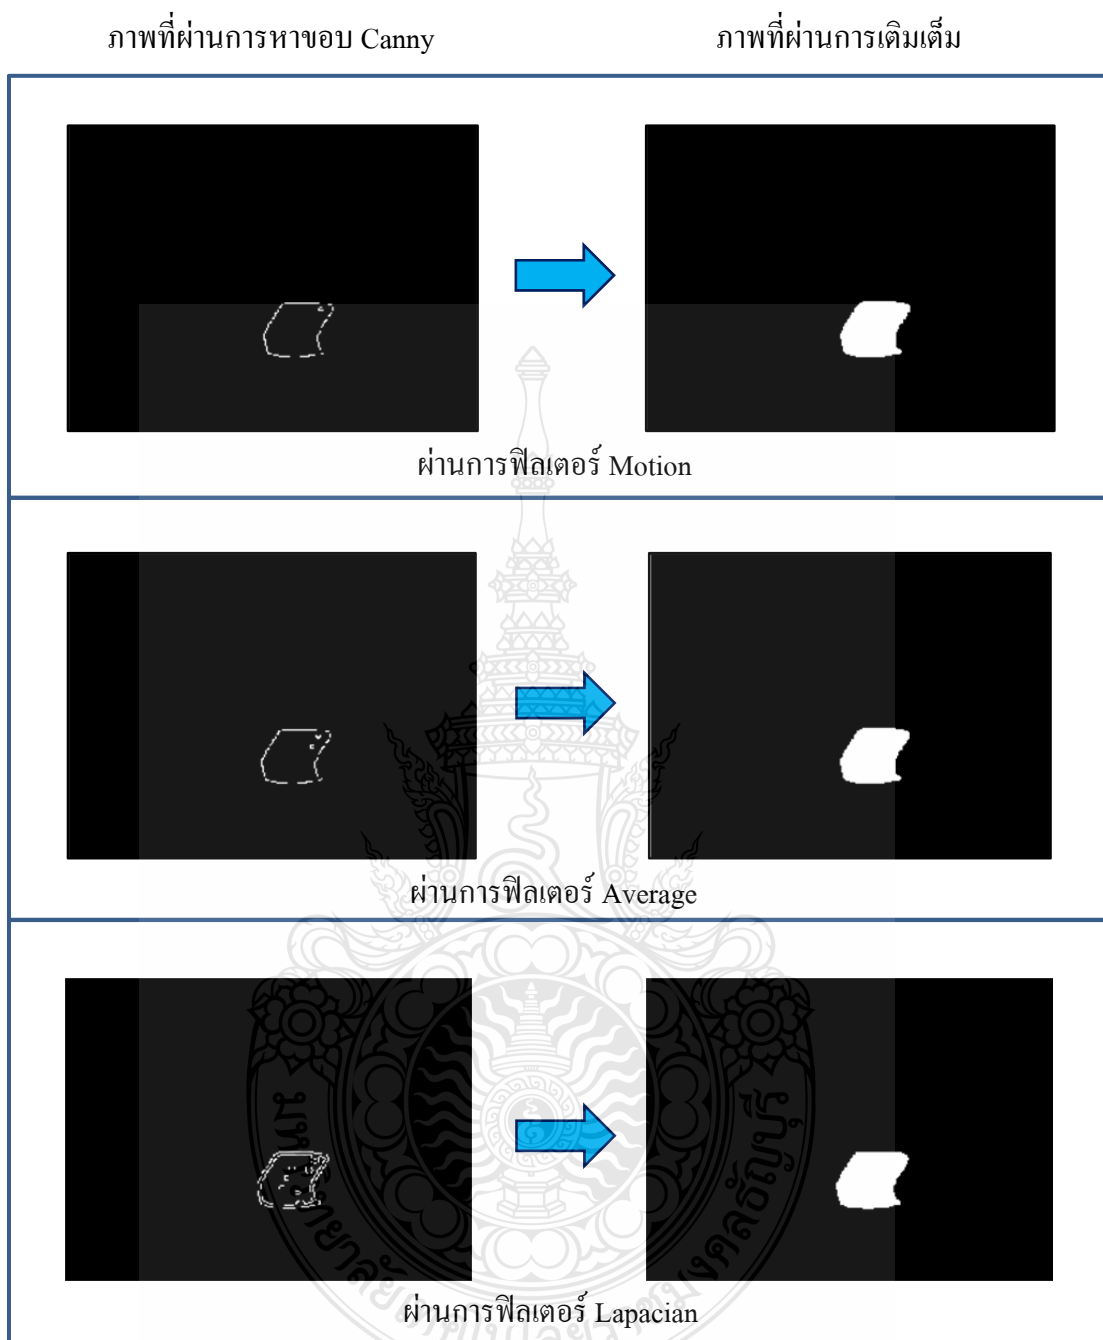 ภาพที่ผ่านการหาขอบ Canny
ภาพที่ผ่านการเติมเต็ม
ผ่านการฟิลเตอร์ Motion
ผ่านการฟิลเตอร์ Average
ผ่านการฟิลเตอร์ Lapacian